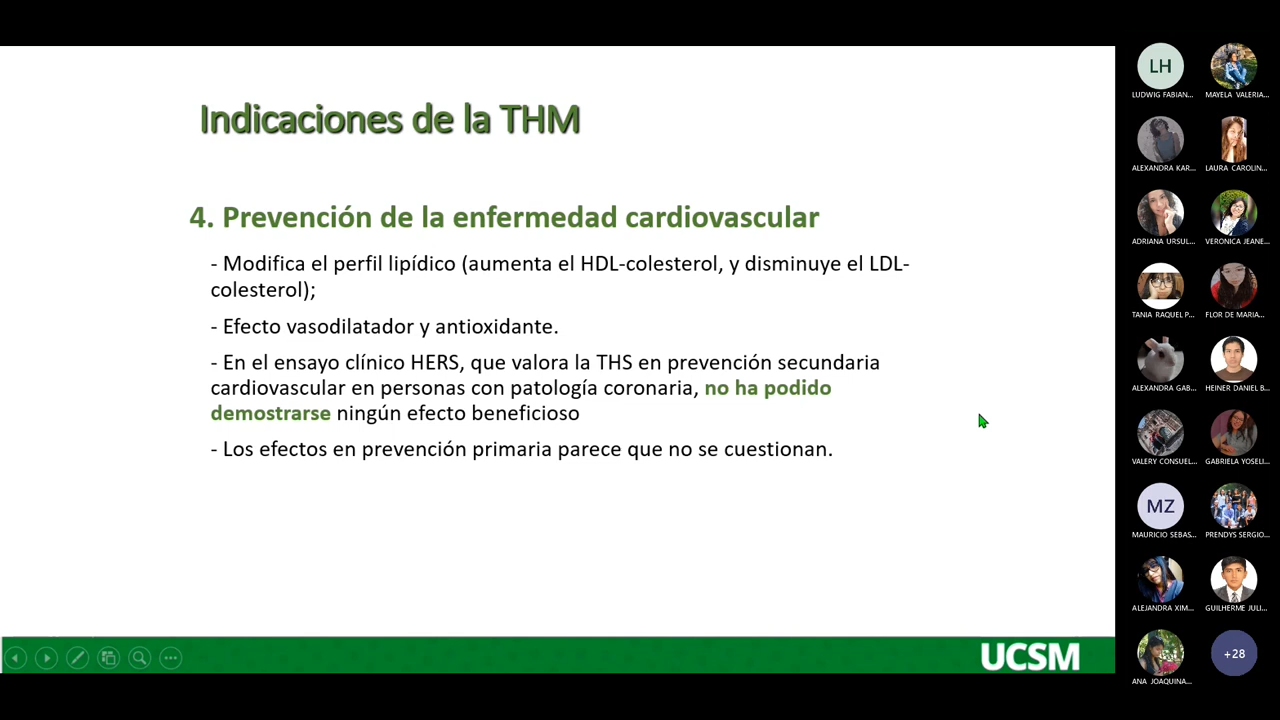 Indicaciones de la THM
4. Prevención de la enfermedad cardiovascular
- Modifica el perfil lipídico (aumenta el HDL-colesterol, y disminuye el LDL-
colesterol);
- Efecto vasodilatador y antioxidante.
- En el ensayo clínico HERS, que valora la THS en prevención secundaria
cardiovascular en personas con patología coronaria, no ha podido
demostrarse ningún efecto beneficioso
- Los efectos en prevención primaria parece que no se cuestionan.
UCSM
LH
LUDWIG FABIAN...
MAYELA VALERIA...
ALEXANDRA KAR...
LAURA CAROLIN...
ADRIANA URSUL...
VERONICA JEANE...
TANIA RAQUEL P...
FLOR DE MARIA...
ALEXANDRA GAB...
HEINER DANIEL B...
VALERY CONSUEL...
GABRIELA YOSELI...
MZ
MAURICIO SEBAS...
PRENDYS SERGIO...
ALEJANDRA XIM...
GUILHERME JULI...
ANA JOAQUINA...
+28